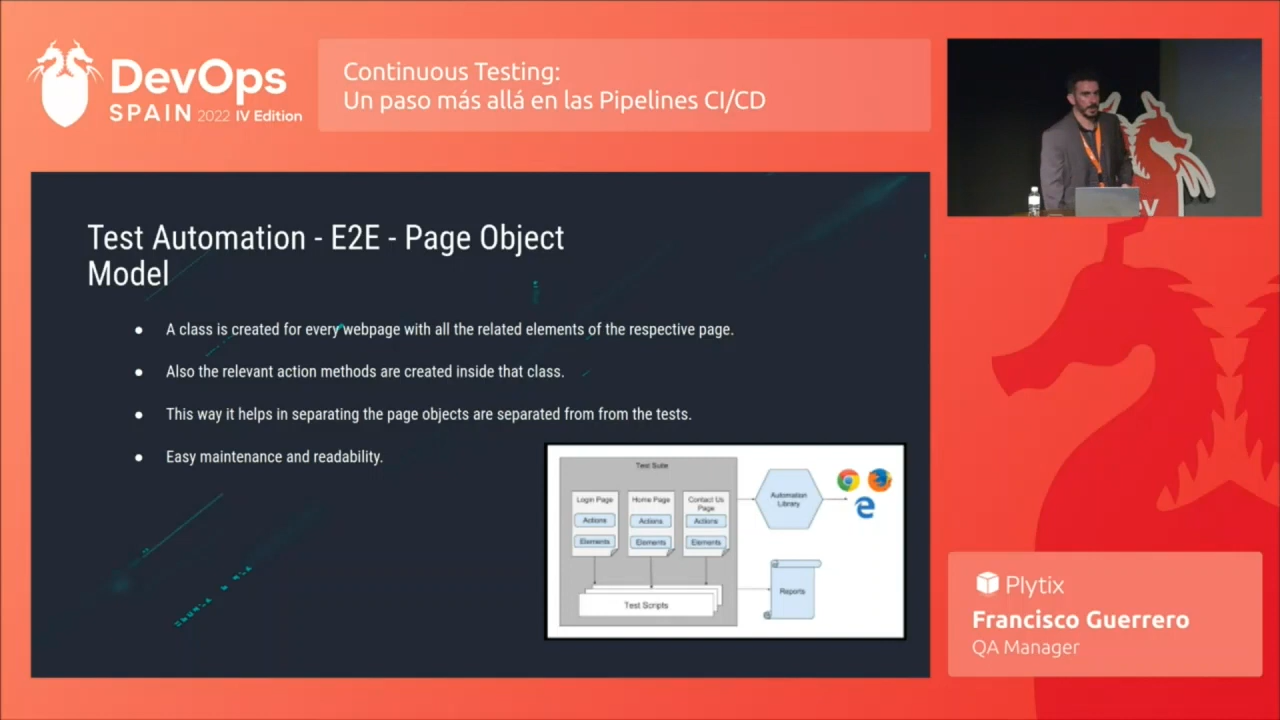 DevOps
SPAIN 2022 IV Edition
Continuous Testing:
Un paso más allá en las Pipelines CI/CD
Test Automation - E2E - Page Object
Model
● A class is created for every webpage with all the related elements of the respective page.
● Also the relevant action methods are created inside that class.
● This way it helps in separating the page objects are separated from from the tests.
● Easy maintenance and readability.
Test Suite
Login Page
Actions
Elements
Home Page
Actions
Elements
Contact Us
Page
Actions
Elements
Test Scripts
Automation
Library
Reports
Plytix
Francisco Guerrero
QA Manager